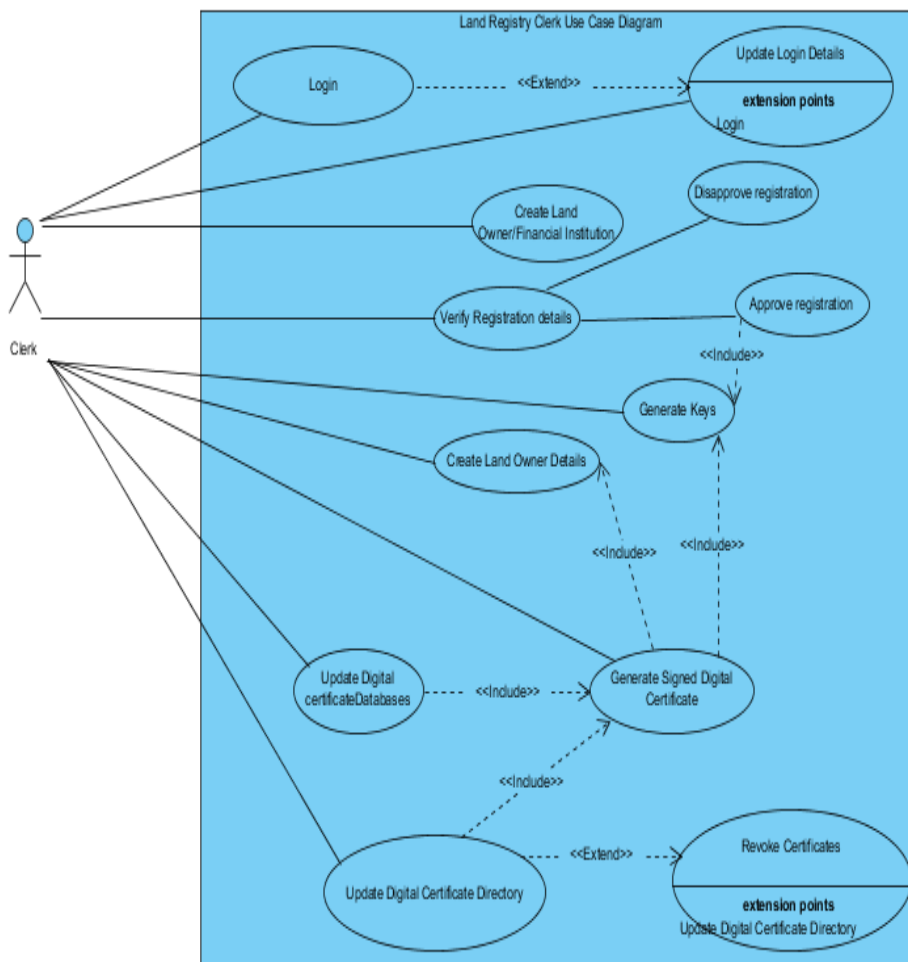 Land Registry Clerk Use Case Diagram
Update Login Details
Login
<<Extend>>
extension points
Login
Disapprove registration
Create Land
Owner/Financial Institution
Approve registration
Verify Registration details
Clerk
<<Include>>
Generate Keys
Create Land Owner Details
<<Include>>
<<Include>>
Update Digital
certificateDatabases
<<Include>>
Generate Signed Digital
Certificate
<<Include>>
<<Extend>>
Revoke Certificates
Update Digital Certificate Directory
extension points
Update Digital Certificate Directory